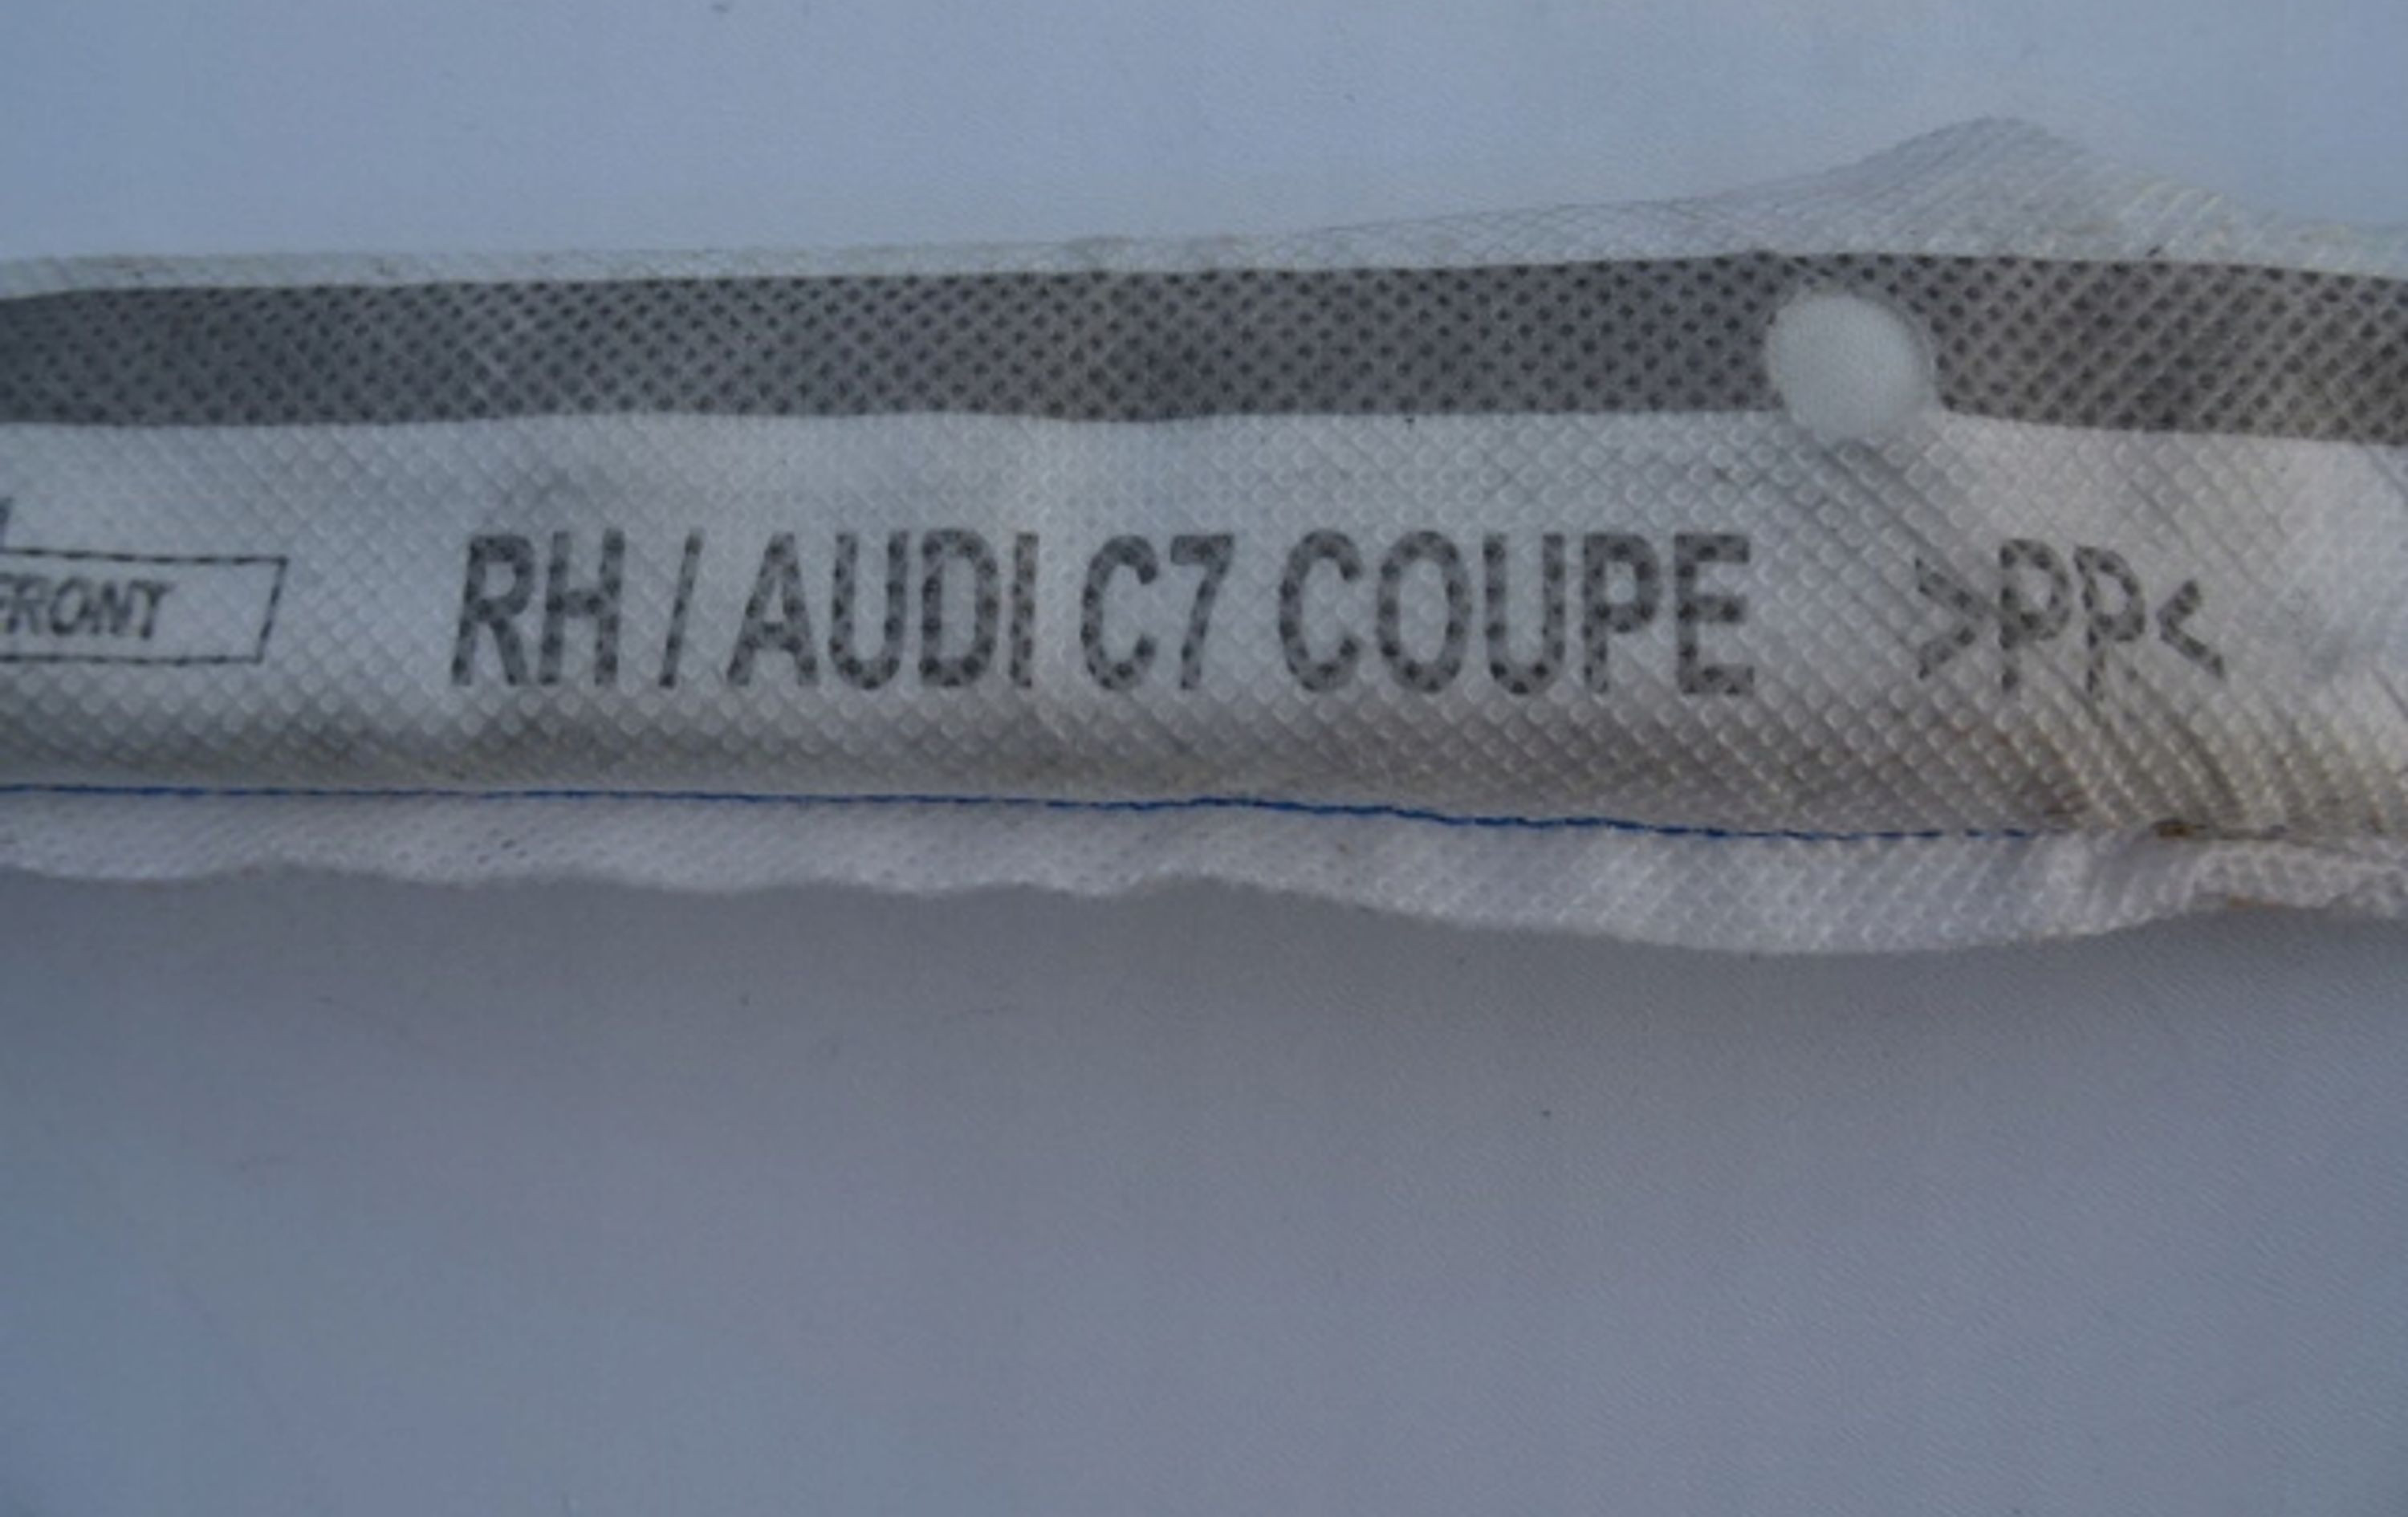 FRONT RH / AUDI C7 COUPE >PP<